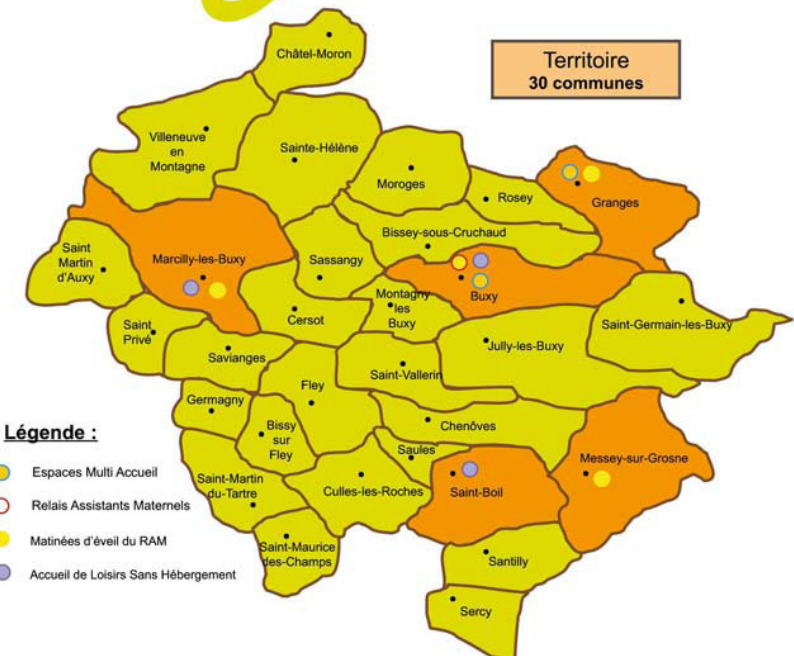 Châtel-Moron
Territoire
30 communes
Villeneuve
en
Montagne
Sainte-Hélène
Moroges
Rosey
Granges
Bissey-sous-Cruchaud
Saint
Martin
d'Auxy
Marcilly-les-Buxy
Sassangy
Buxy
Montagny
les
Buxy
Cersot
Saint-Germain-les-Buxy
Saint
Privé
Jully-les-Buxy
Savianges
Saint-Vallerin
Fley
Germagny
Chenôves
Légende :
Bissy
sur
Fley
Saules
Messey-sur-Grosne
Espaces Multi Accueil
Saint-Martin
du-Tartre
Culles-les-Roches
Saint-Boil
Relais Assistants Maternels
Matinées d'éveil du RAM
Saint-Maurice
des-Champs
Santilly
Accueil de Loisirs Sans Hébergement
Sercy